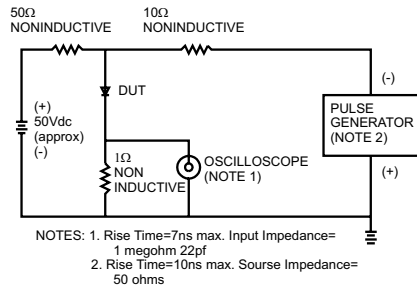 50Ω
NONINDUCTIVE
10Ω
NONINDUCTIVE
DUT
(+)
50Vdc
(approx)
(-)
1Ω
NON
INDUCTIVE
OSCILLOSCOPE
(NOTE 1)
(-)
PULSE
GENERATOR
(NOTE 2)
(+)
NOTES: 1. Rise Time=7ns max. Input Impedance=
1 megohm 22pf
2. Rise Time=10ns max. Sourse Impedance=
50 ohms